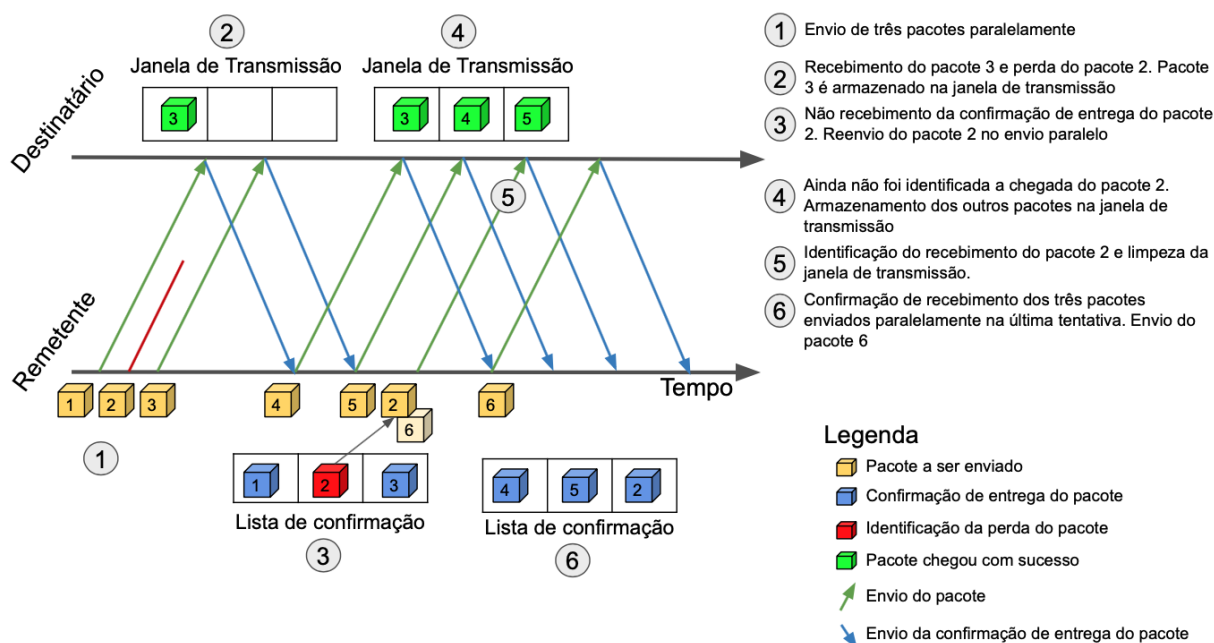 2
Janela de Transmissão
3
4
Janela de Transmissão
3 4 5
Destinatário
5
Remetente
Tempo
1 2 3 4 5 2 6
6
1
1 2 3
Lista de confirmação
3
4 5 2
Lista de confirmação
6
1 Envio de três pacotes paralelamente
2 Recebimento do pacote 3 e perda do pacote 2. Pacote
3 é armazenado na janela de transmissão
3 Não recebimento da confirmação de entrega do pacote
2. Reenvio do pacote 2 no envio paralelo
4 Ainda não foi identificada a chegada do pacote 2.
Armazenamento dos outros pacotes na janela de
transmissão
5 Identificação do recebimento do pacote 2 e limpeza da
janela de transmissão.
6 Confirmação de recebimento dos três pacotes
enviados paralelamente na última tentativa. Envio do
pacote 6
Legenda
Pacote a ser enviado
Confirmação de entrega do pacote
Identificação da perda do pacote
Pacote chegou com sucesso
Envio do pacote
Envio da confirmação de entrega do pacote